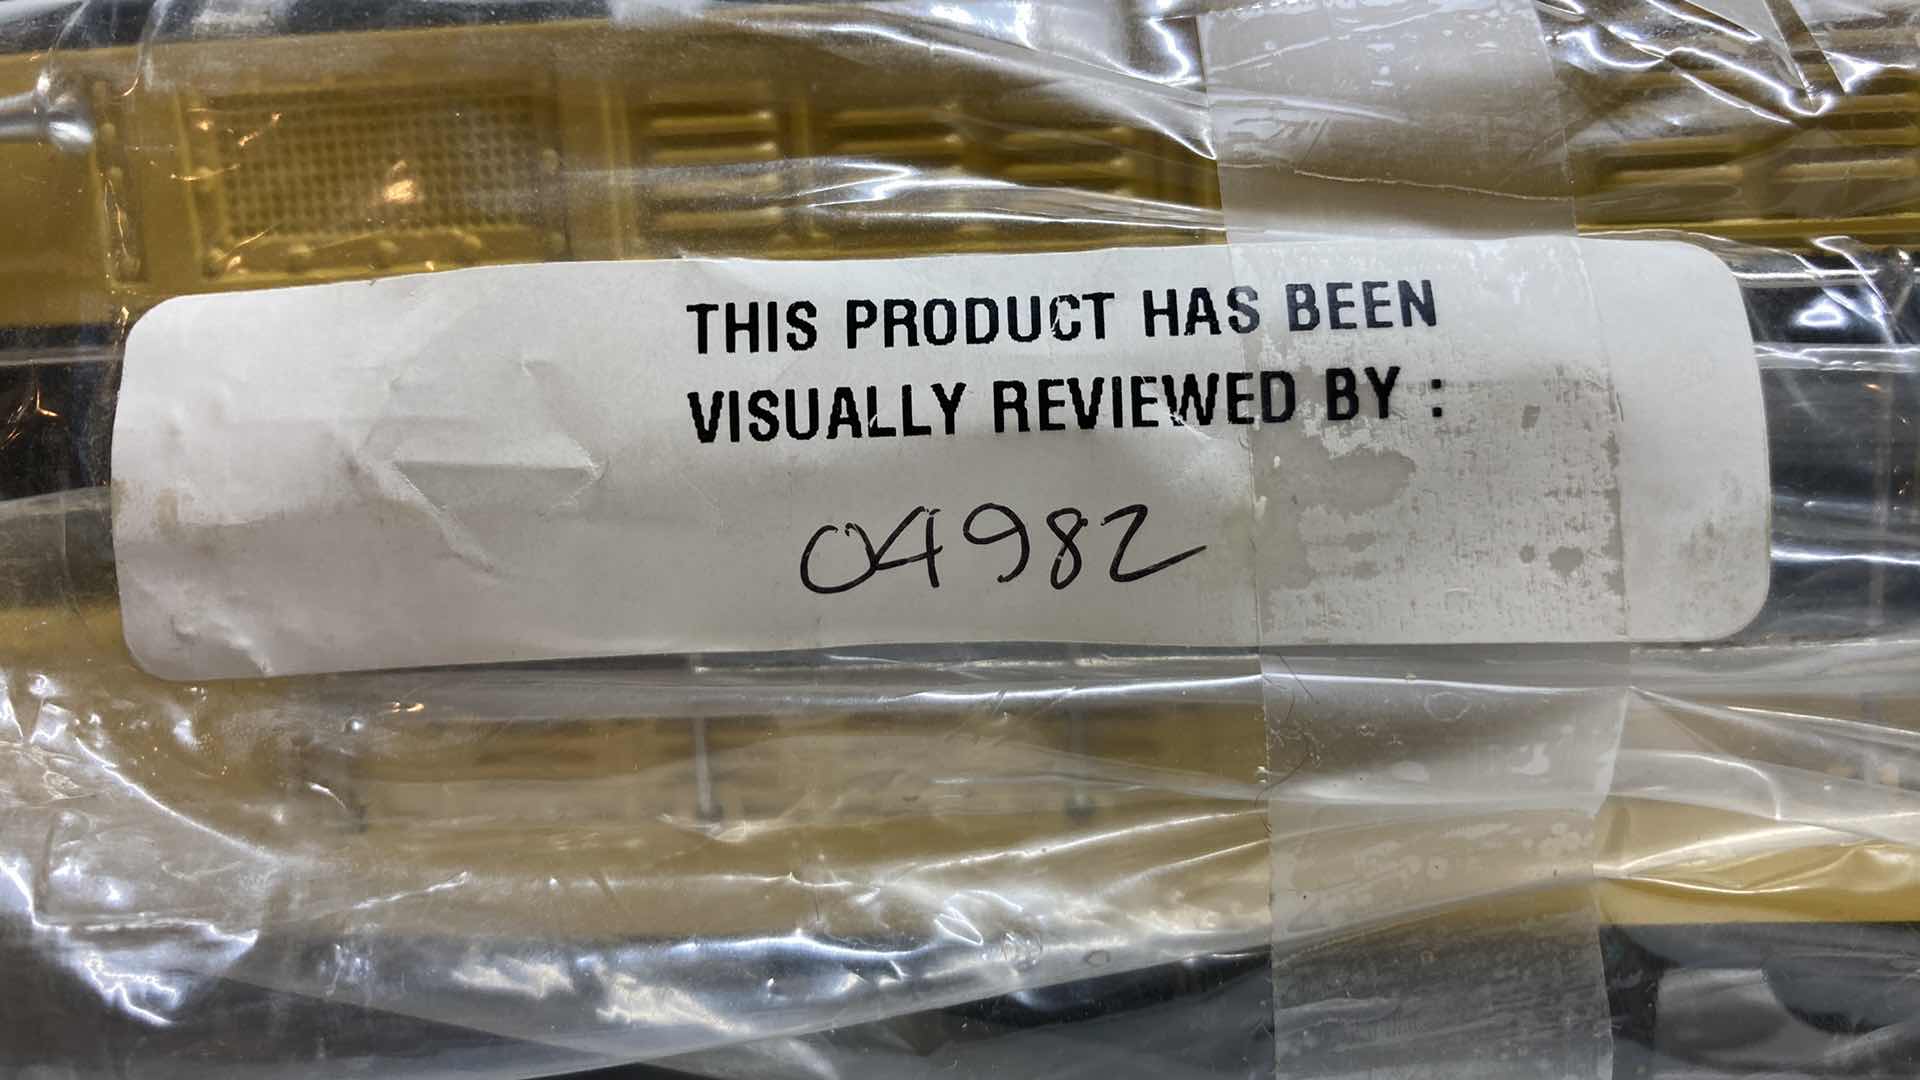 THIS PRODUCT HAS BEEN
VISUALLY REVIEWED BY :
04982